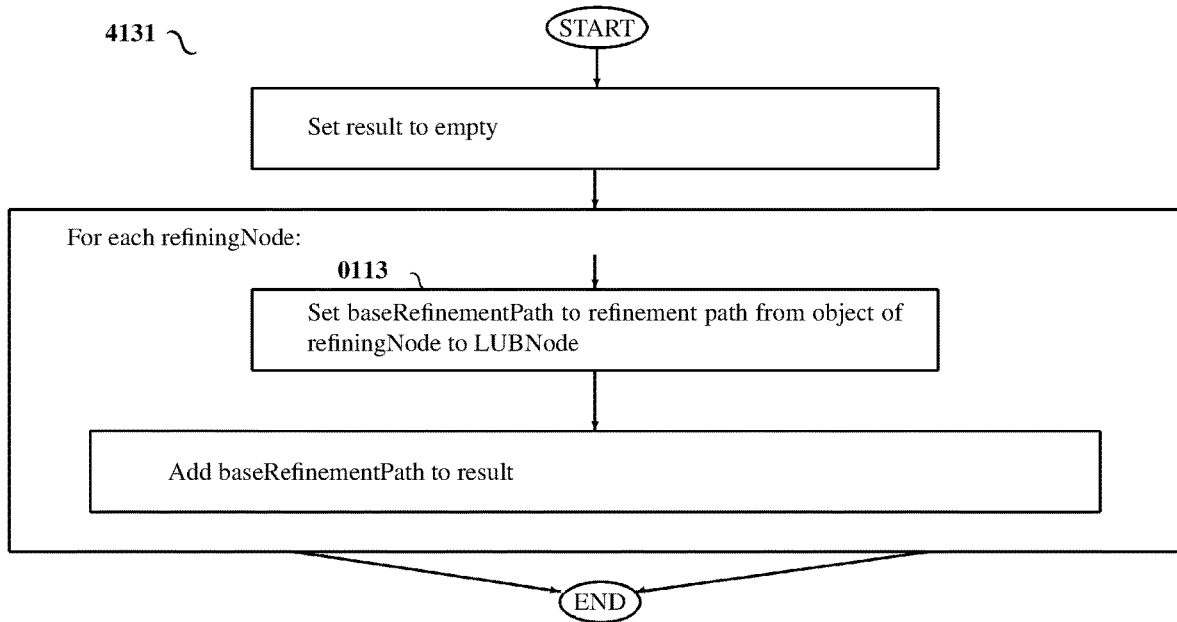 4131
START
Set result to empty
For each refiningNode:
0113
Set baseRefinementPath to refinement path from object of
refiningNode to LUBNode
Add baseRefinementPath to result
END